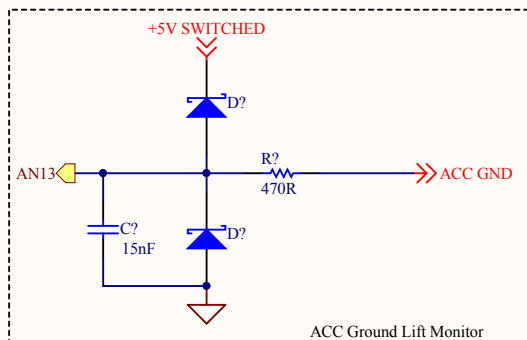 +5V SWITCHED
D?
R?
AN13
470R
ACC GND
C?
15nF
D?
ACC Ground Lift Monitor